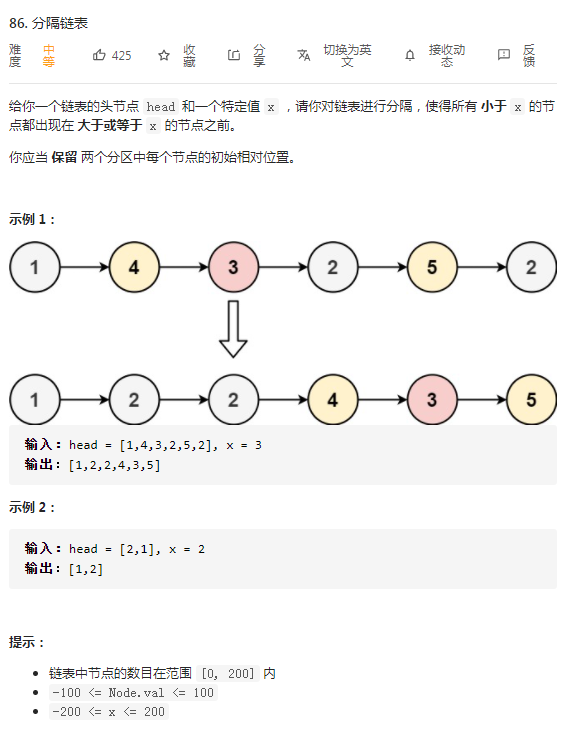 86. 分隔链表
难度 中等 425 收藏 分享 切换为英文 接收动态 反馈
给你一个链表的头节点 head 和一个特定值 x ，请你对链表进行分隔，使得所有 小于 x 的节
点都出现在 大于或等于 x 的节点之前。
你应当 保留 两个分区中每个节点的初始相对位置。
示例 1：
1 4 3 2 5 2
1 2 2 4 3 5
输入：head = [1,4,3,2,5,2], x = 3
输出：[1,2,2,4,3,5]
示例 2：
输入：head = [2,1], x = 2
输出：[1,2]
提示：
链表中节点的数目在范围 [0, 200] 内
-100 <= Node.val <= 100
-200 <= x <= 200